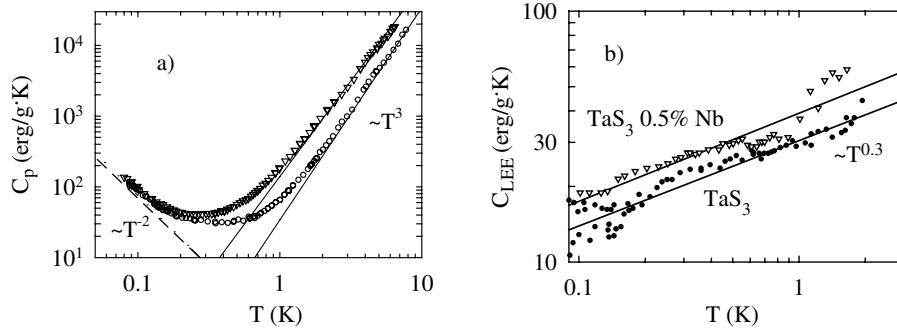 a)
C_p (erg/g·K)
10^4
10^3
10^2
10^1
~T^3
~T^-2
0.1 1 10
T (K)
b)
C_LEE (erg/g·K)
100
30
10
TaS_3 0.5% Nb
~T^0.3
TaS_3
0.1 1
T (K)